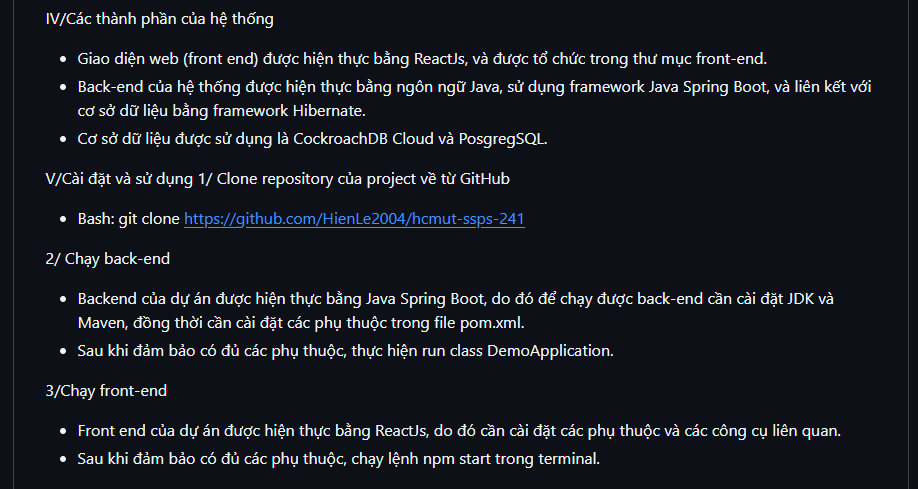 IV/Các thành phần của hệ thống
Giao diện web (front end) được hiện thực bằng ReactJs, và được tổ chức trong thư mục front-end.
Back-end của hệ thống được hiện thực bằng ngôn ngữ Java, sử dụng framework Java Spring Boot, và liên kết với
cơ sở dữ liệu bằng framework Hibernate.
Cơ sở dữ liệu được sử dụng là CockroachDB Cloud và PosgregSQL.
V/Cài đặt và sử dụng 1/ Clone repository của project về từ GitHub
Bash: git clone https://github.com/HienLe2004/hcmut-ssps-241
2/ Chạy back-end
Backend của dự án được hiện thực bằng Java Spring Boot, do đó để chạy được back-end cần cài đặt JDK và
Maven, đồng thời cần cài đặt các phụ thuộc trong file pom.xml.
Sau khi đảm bảo có đủ các phụ thuộc, thực hiện run class DemoApplication.
3/Chạy front-end
Front end của dự án được hiện thực bằng ReactJs, do đó cần cài đặt các phụ thuộc và các công cụ liên quan.
Sau khi đảm bảo có đủ các phụ thuộc, chạy lệnh npm start trong terminal.